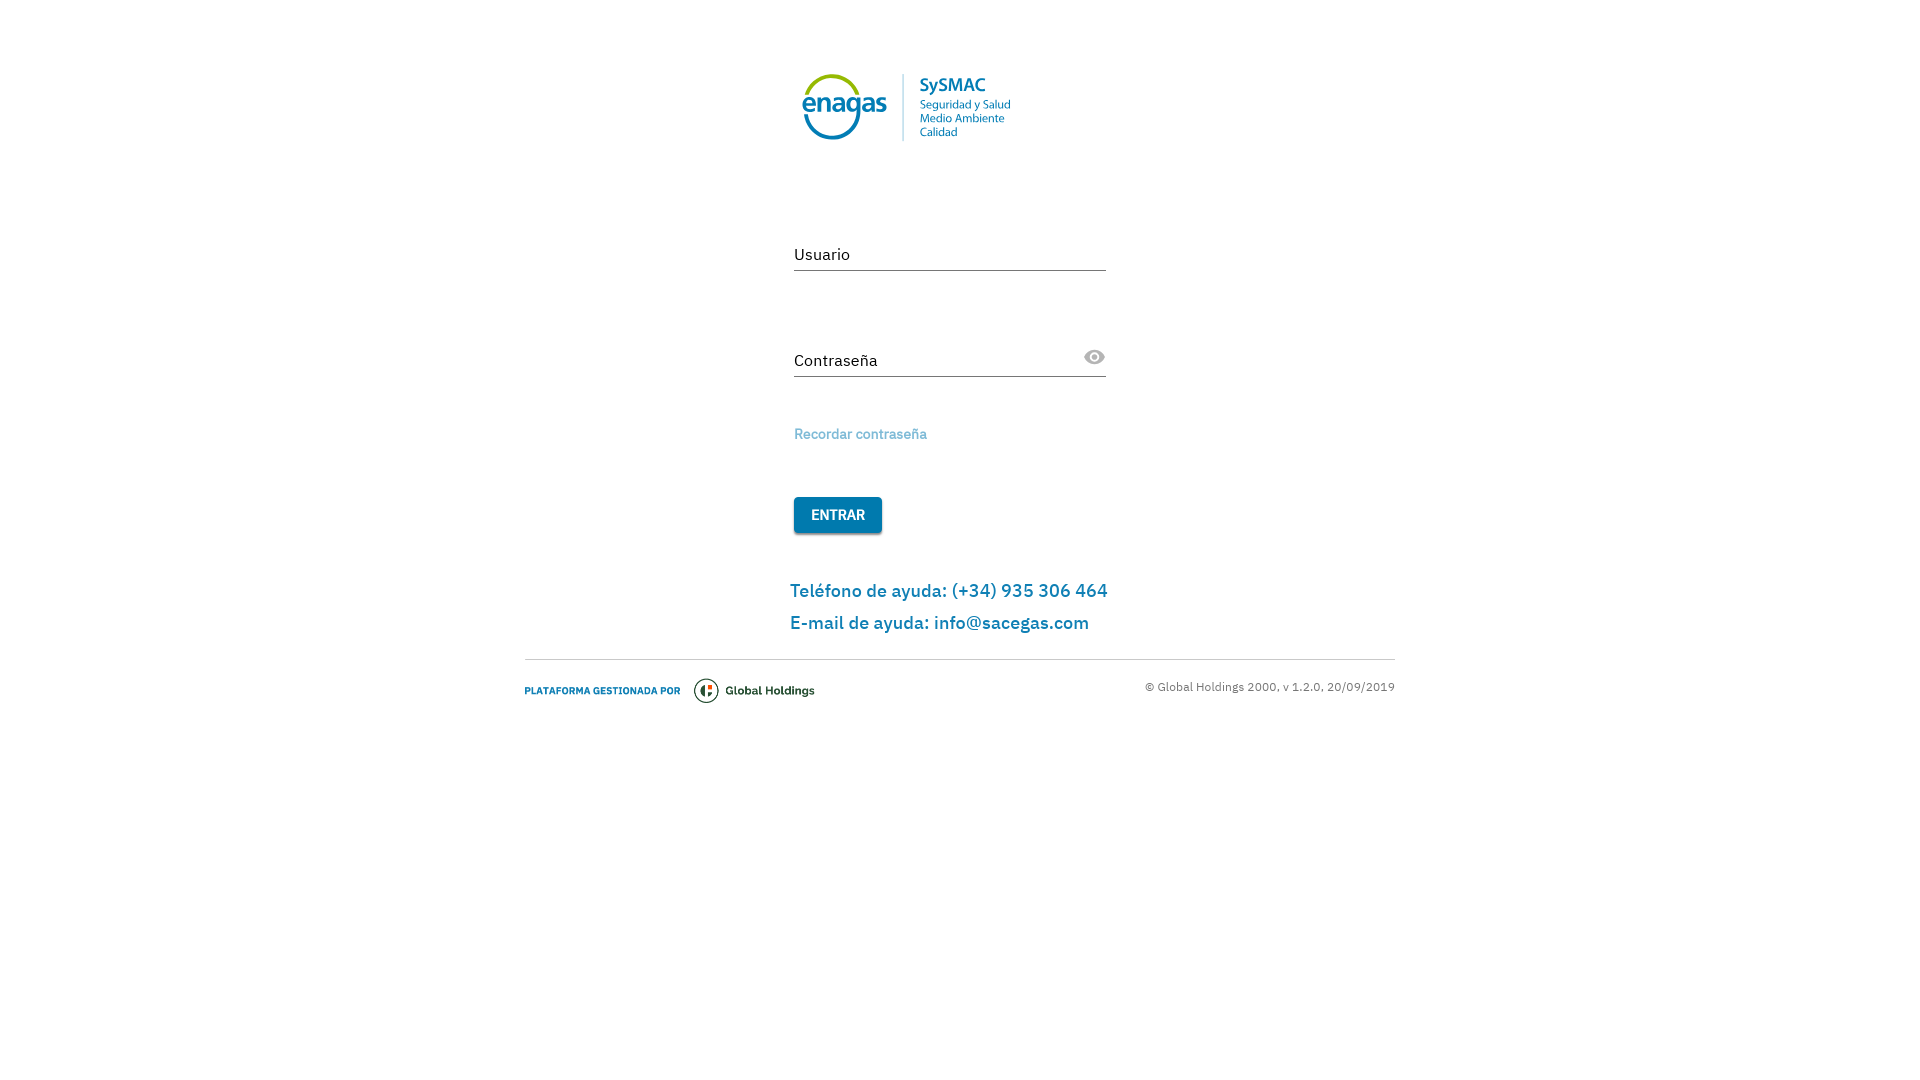 enagas
SySMAC
Seguridad y Salud
Medio Ambiente
Calidad
Usuario
Contraseña
Recordar contraseña
ENTRAR
Teléfono de ayuda: (+34) 935 306 464
E-mail de ayuda: info@sacegas.com
PLATAFORMA GESTIONADA POR Global Holdings
© Global Holdings 2000, v 1.2.0, 20/09/2019